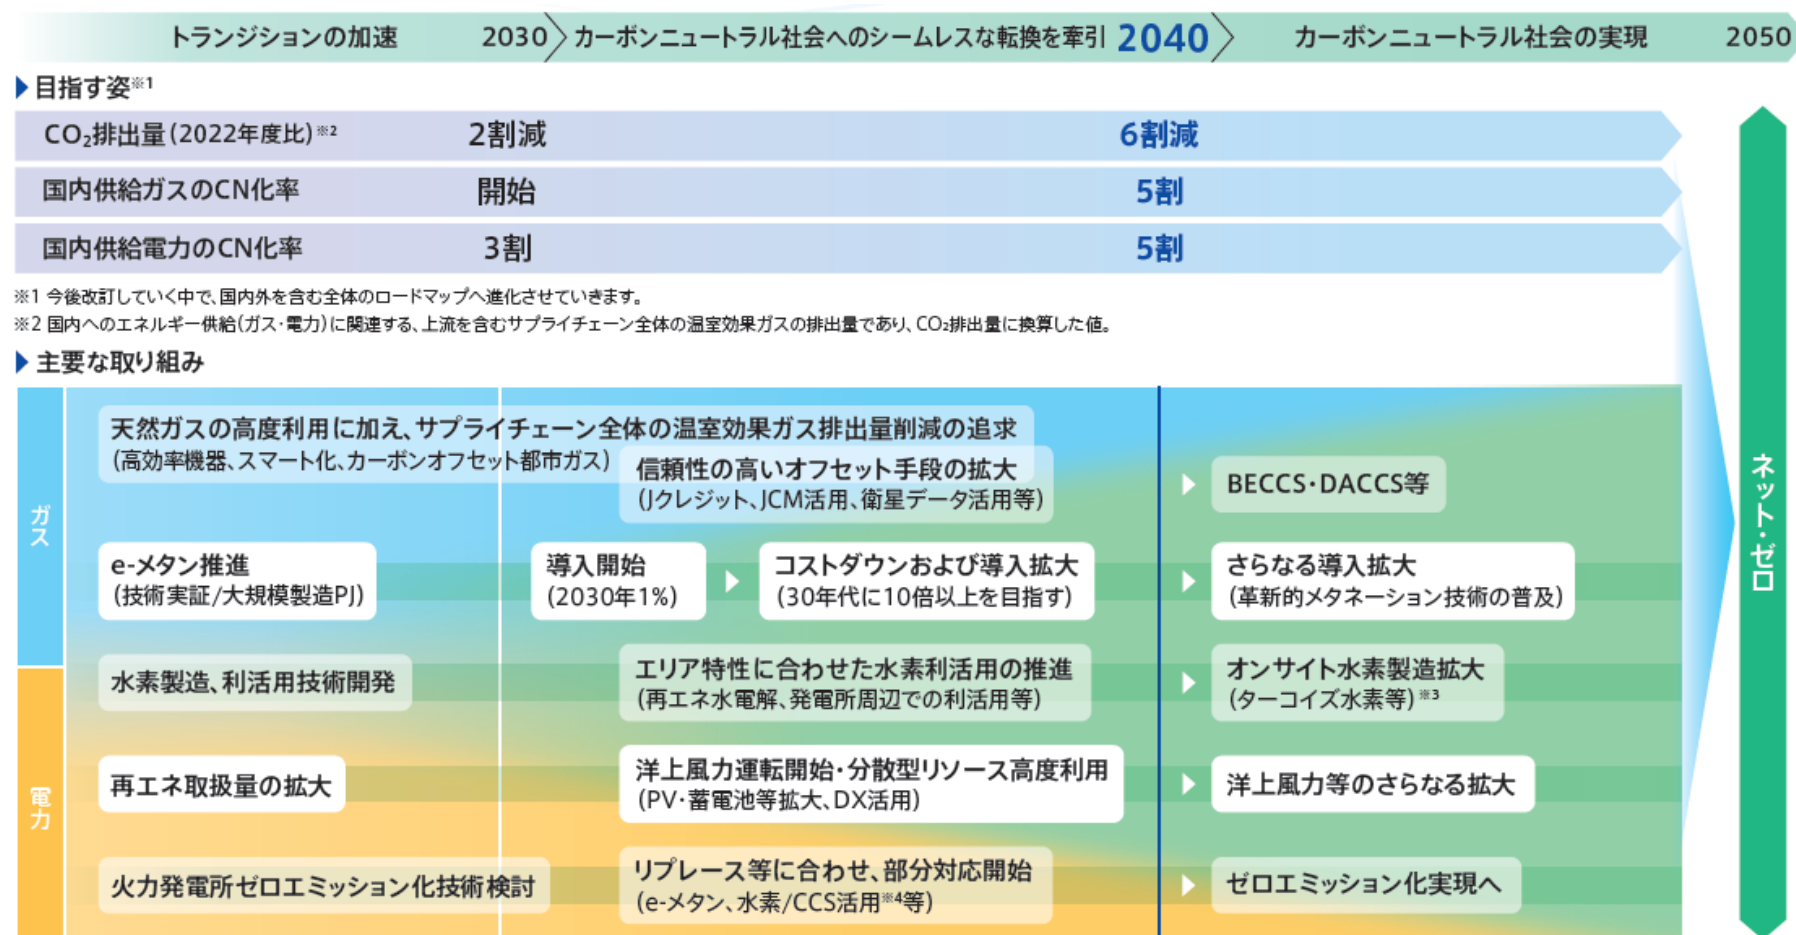 トランジションの加速 2030 カーボンニュートラル社会へのシームレスな転換を牽引 2040 カーボンニュートラル社会の実現 2050
目指す姿※1
CO₂排出量(2022年度比)※2 2割減 6割減
国内供給ガスのCN化率 開始 5割
国内供給電力のCN化率 3割 5割
※1 今後改訂していく中で、国内外を含む全体のロードマップへ進化させていきます。
※2 国内へのエネルギー供給(ガス・電力)に関連する、上流を含むサプライチェーン全体の温室効果ガスの排出量であり、CO₂排出量に換算した値。
主要な取り組み
ガス
天然ガスの高度利用に加え、サプライチェーン全体の温室効果ガス排出量削減の追求
(高効率機器、スマート化、カーボンオフセット都市ガス)
信頼性の高いオフセット手段の拡大
(Jクレジット、JCM活用、衛星データ活用等)
BECCS・DACCS等
e-メタン推進
(技術実証/大規模製造PJ)
導入開始
(2030年1%)
コストダウンおよび導入拡大
(30年代に10倍以上を目指す)
さらなる導入拡大
(革新的メタネーション技術の普及)
水素製造、利活用技術開発
エリア特性に合わせた水素利活用の推進
(再エネ水電解、発電所周辺での利活用等)
オンサイト水素製造拡大
(ターコイズ水素等)※3
電力
再エネ取扱量の拡大
洋上風力運転開始・分散型リソース高度利用
(PV・蓄電池等拡大、DX活用)
洋上風力等のさらなる拡大
火力発電所ゼロエミッション化技術検討
リプレース等に合わせ、部分対応開始
(e-メタン、水素/CCS活用※4等)
ゼロエミッション化実現へ
ネット・ゼロ